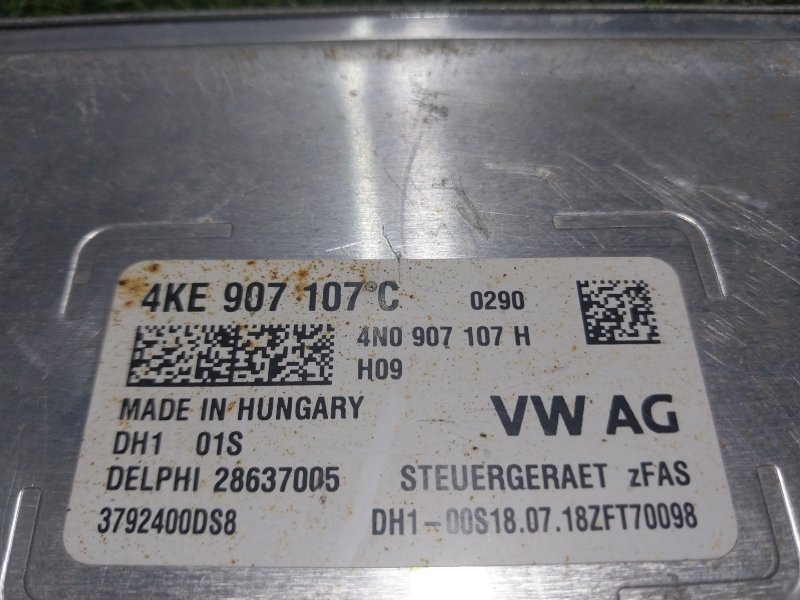 4KE 907 107 C 0290
4N0 907 107 H
H09
MADE IN HUNGARY
VW AG
DH1 01S
DELPHI 28637005 STEUERGERAET zFAS
3792400DS8 DH1-00S18.07.18ZFT70098